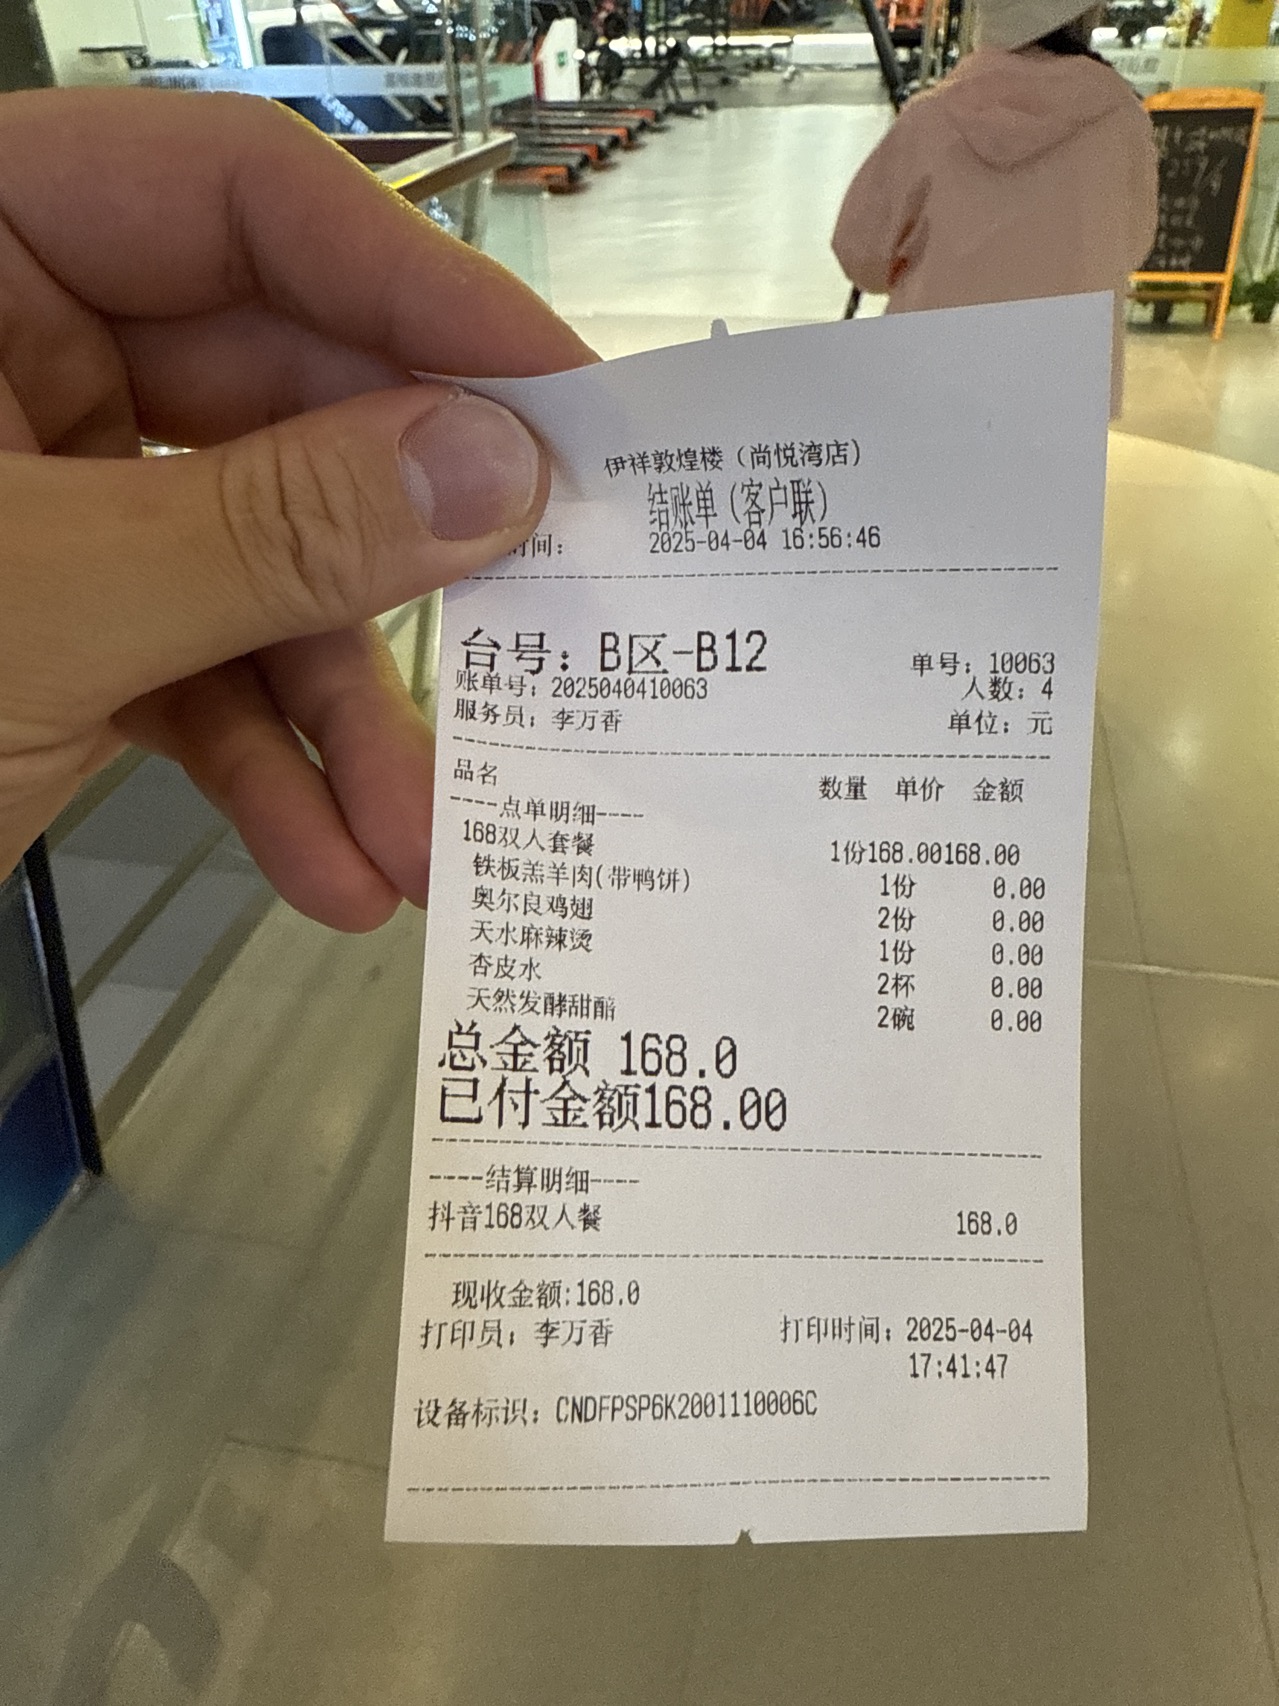 伊祥敦煌楼（尚悦湾店）
结账单（客户联）
时间： 2025-04-04 16:56:46
台号：B区-B12 单号：10063
账单号：2025040410063 人数：4
服务员：李万香 单位：元
品名 数量 单价 金额
----点单明细----
168双人套餐 1份168.00168.00
铁板羔羊肉(带鸭饼) 1份 0.00
奥尔良鸡翅 2份 0.00
天水麻辣烫 1份 0.00
杏皮水 2杯 0.00
天然发酵甜醅 2碗 0.00
总金额 168.0
已付金额168.00
----结算明细----
抖音168双人餐 168.0
现收金额:168.0
打印员：李万香 打印时间：2025-04-04
17:41:47
设备标识：CNDFPSP6K2001110006C